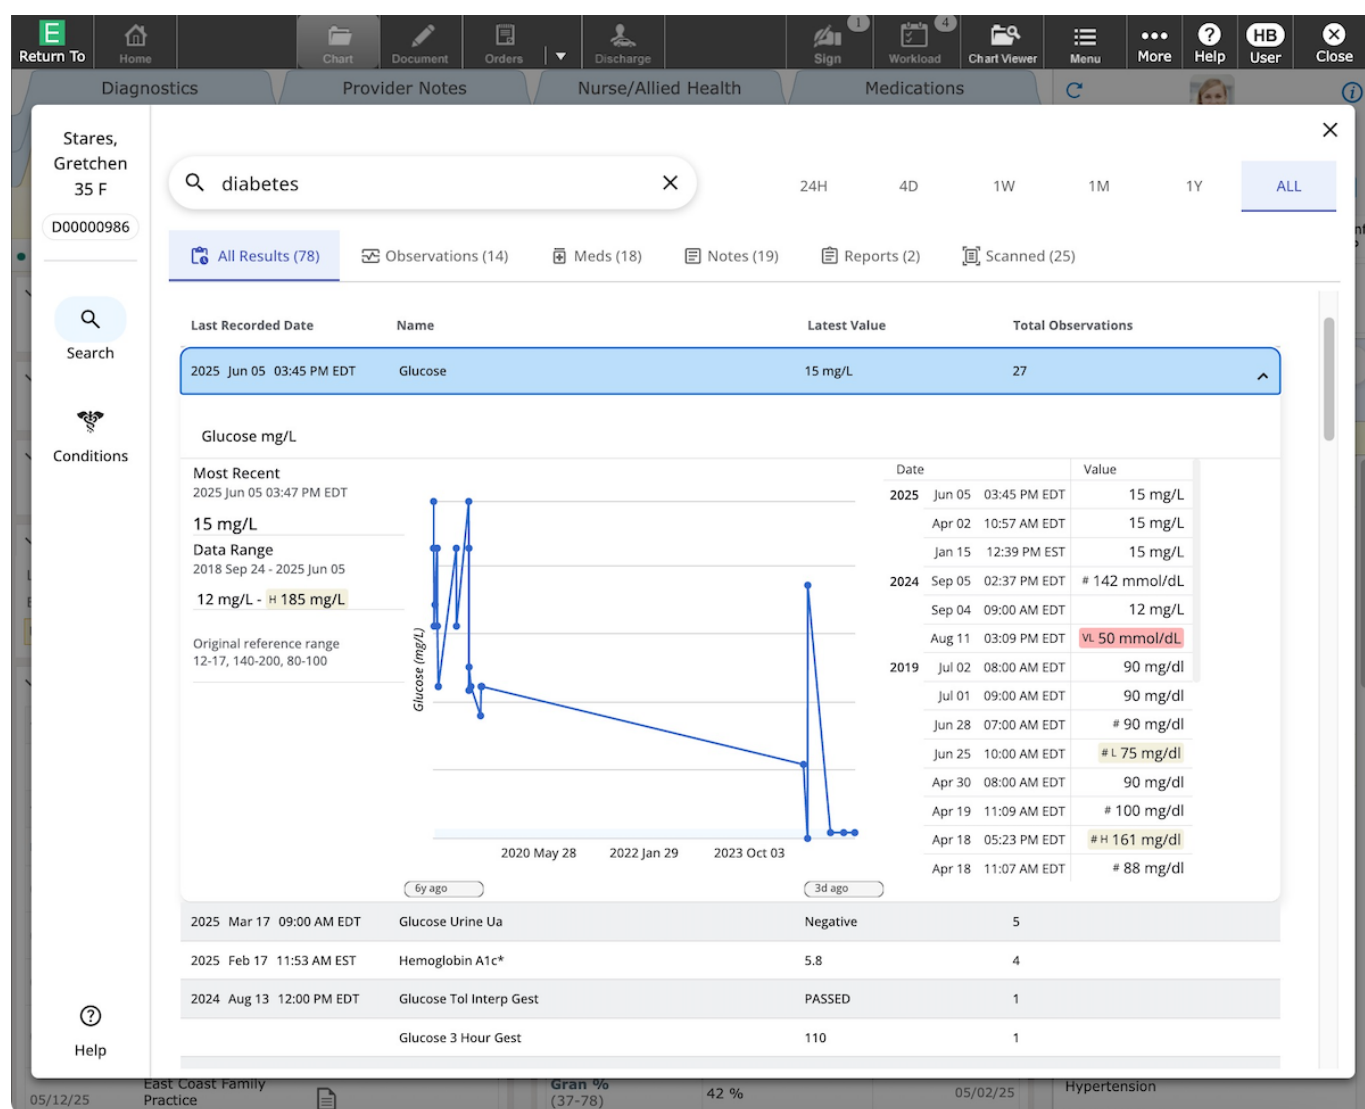 E
Return To
Home
Chart
Document
Orders
Discharge
1
Sign
4
Workload
Chart Viewer
Menu
More
?
Help
HB
User
Close
Diagnostics
Provider Notes
Nurse/Allied Health
Medications
Stares,
Gretchen
35 F
D00000986
Search
Conditions
Help
diabetes
24H
4D
1W
1M
1Y
ALL
All Results (78)
Observations (14)
Meds (18)
Notes (19)
Reports (2)
Scanned (25)
Last Recorded Date Name Latest Value Total Observations
2025 Jun 05 03:45 PM EDT Glucose 15 mg/L 27
Glucose mg/L
Most Recent
2025 Jun 05 03:47 PM EDT
15 mg/L
Data Range
2018 Sep 24 - 2025 Jun 05
12 mg/L - H 185 mg/L
Original reference range
12-17, 140-200, 80-100
Glucose (mg/L)
2020 May 28
2022 Jan 29
2023 Oct 03
6y ago
3d ago
Date Value
2025 Jun 05 03:45 PM EDT 15 mg/L
Apr 02 10:57 AM EDT 15 mg/L
Jan 15 12:39 PM EST 15 mg/L
2024 Sep 05 02:37 PM EDT # 142 mmol/dL
Sep 04 09:00 AM EDT 12 mg/L
Aug 11 03:09 PM EDT VL 50 mmol/dL
2019 Jul 02 08:00 AM EDT 90 mg/dl
Jul 01 09:00 AM EDT 90 mg/dl
Jun 28 07:00 AM EDT # 90 mg/dl
Jun 25 10:00 AM EDT # L 75 mg/dl
Apr 30 08:00 AM EDT 90 mg/dl
Apr 19 11:09 AM EDT # 100 mg/dl
Apr 18 05:23 PM EDT # H 161 mg/dl
Apr 18 11:07 AM EDT # 88 mg/dl
2025 Mar 17 09:00 AM EDT Glucose Urine Ua Negative 5
2025 Feb 17 11:53 AM EST Hemoglobin A1c* 5.8 4
2024 Aug 13 12:00 PM EDT Glucose Tol Interp Gest PASSED 1
Glucose 3 Hour Gest 110 1
05/12/25
East Coast Family
Practice
Gran %
(37-78)
42 %
05/02/25
Hypertension